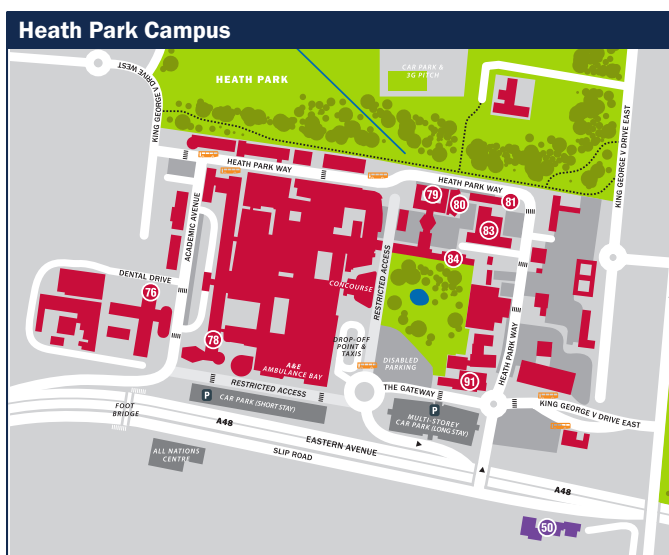 Heath Park Campus
CAR PARK &
3G PITCH
HEATH PARK
KING GEORGE V DRIVE WEST
KING GEORGE V DRIVE EAST
HEATH PARK WAY
HEATH PARK WAY
79
80
81
83
84
ACADEMIC AVENUE
RESTRICTED ACCESS
DENTAL DRIVE
76
CONCOURSE
78
DROP-OFF
POINT &
TAXIS
DISABLED
PARKING
HEATH PARK WAY
A&E
AMBULANCE BAY
91
RESTRICTED ACCESS
THE GATEWAY
P
CAR PARK (SHORT STAY)
P
MULTI-STOREY
CAR PARK (LONG STAY)
KING GEORGE V DRIVE EAST
FOOT
BRIDGE
A48
EASTERN AVENUE
SLIP ROAD
ALL NATIONS
CENTRE
A48
50